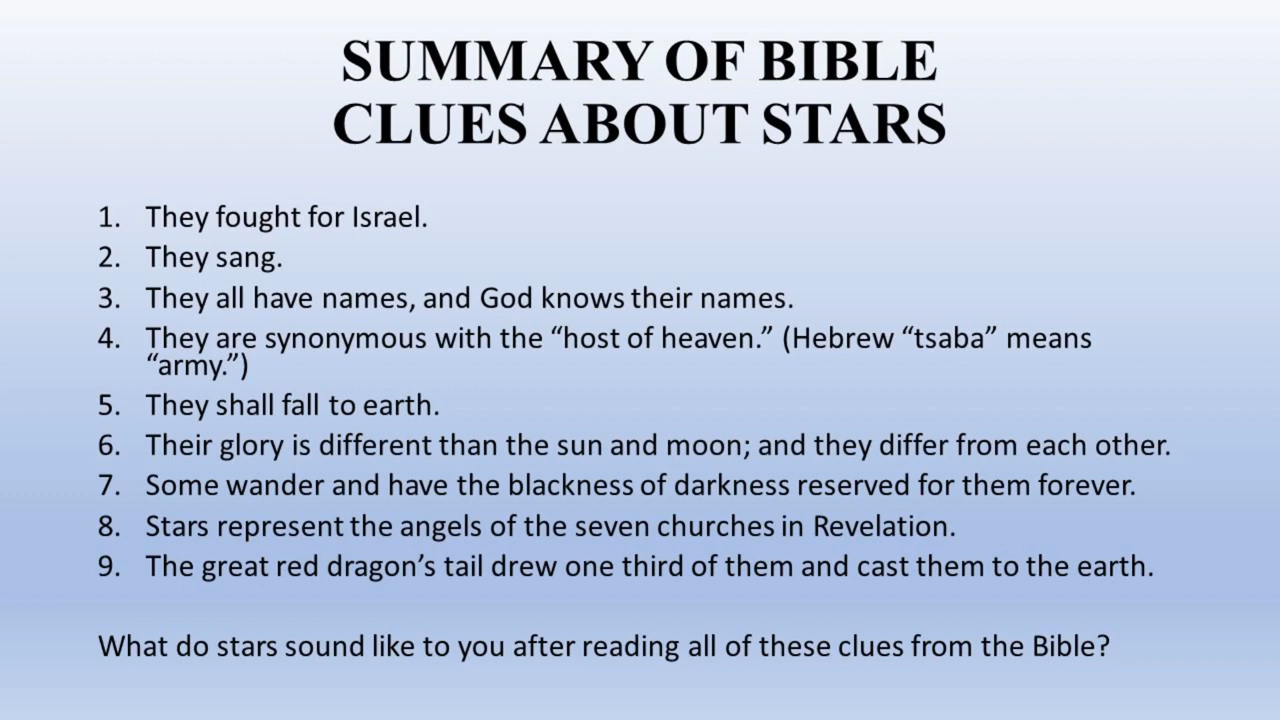 SUMMARY OF BIBLE
CLUES ABOUT STARS
1. They fought for Israel.
2. They sang.
3. They all have names, and God knows their names.
4. They are synonymous with the “host of heaven.” (Hebrew “tsaba” means
“army.”)
5. They shall fall to earth.
6. Their glory is different than the sun and moon; and they differ from each other.
7. Some wander and have the blackness of darkness reserved for them forever.
8. Stars represent the angels of the seven churches in Revelation.
9. The great red dragon’s tail drew one third of them and cast them to the earth.
What do stars sound like to you after reading all of these clues from the Bible?